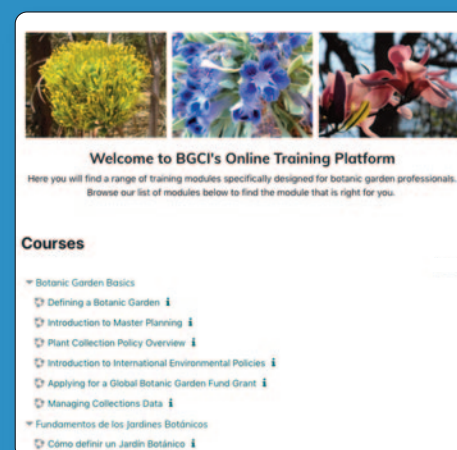 Welcome to BGCI's Online Training Platform
Here you will find a range of training modules specifically designed for botanic garden professionals.
Browse our list of modules below to find the module that is right for you.
Courses
Botanic Garden Basics
Defining a Botanic Garden
Introduction to Master Planning
Plant Collection Policy Overview
Introduction to International Environmental Policies
Applying for a Global Botanic Garden Fund Grant
Managing Collections Data
Fundamentos de los Jardines Botánicos
Cómo definir un Jardín Botánico